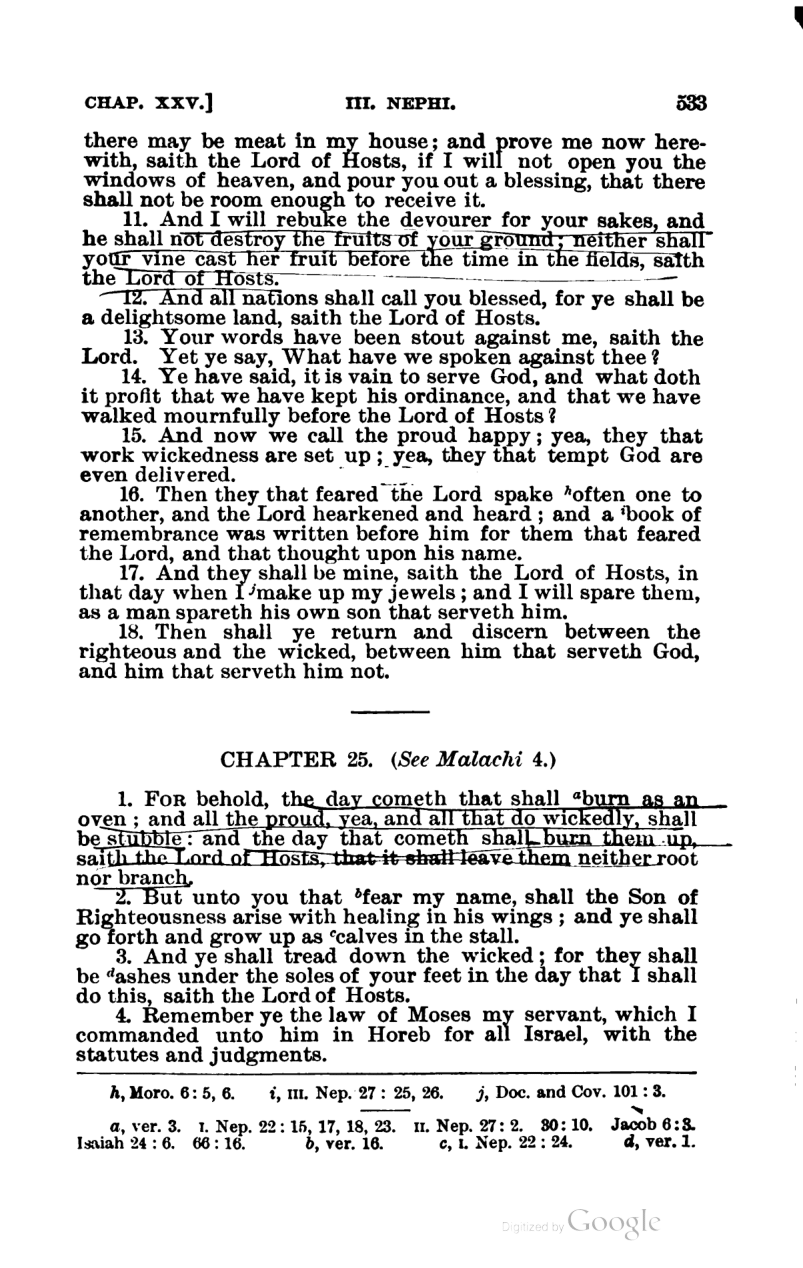 CHAP. XXV.] III. NEPHI. 533
there may be meat in my house; and prove me now here-
with, saith the Lord of Hosts, if I will not open you the
windows of heaven, and pour you out a blessing, that there
shall not be room enough to receive it.
11. And I will rebuke the devourer for your sakes, and
he shall not destroy the fruits of your ground; neither shall
your vine cast her fruit before the time in the fields, saith
the Lord of Hosts.
12. And all nations shall call you blessed, for ye shall be
a delightsome land, saith the Lord of Hosts.
13. Your words have been stout against me, saith the
Lord. Yet ye say, What have we spoken against thee?
14. Ye have said, it is vain to serve God, and what doth
it profit that we have kept his ordinance, and that we have
walked mournfully before the Lord of Hosts?
15. And now we call the proud happy; yea, they that
work wickedness are set up; yea, they that tempt God are
even delivered.
16. Then they that feared the Lord spake hoften one to
another, and the Lord hearkened and heard; and a ibook of
remembrance was written before him for them that feared
the Lord, and that thought upon his name.
17. And they shall be mine, saith the Lord of Hosts, in
that day when I jmake up my jewels; and I will spare them,
as a man spareth his own son that serveth him.
18. Then shall ye return and discern between the
righteous and the wicked, between him that serveth God,
and him that serveth him not.
CHAPTER 25. (See Malachi 4.)
1. FOR behold, the day cometh that shall aburn as an
oven; and all the proud, yea, and all that do wickedly, shall
be stubble: and the day that cometh shall burn them up,
saith the Lord of Hosts, that it shall leave them neither root
nor branch.
2. But unto you that bfear my name, shall the Son of
Righteousness arise with healing in his wings; and ye shall
go forth and grow up as ccalves in the stall.
3. And ye shall tread down the wicked; for they shall
be dashes under the soles of your feet in the day that I shall
do this, saith the Lord of Hosts.
4. Remember ye the law of Moses my servant, which I
commanded unto him in Horeb for all Israel, with the
statutes and judgments.
h, Moro. 6: 5, 6. i, III. Nep. 27: 25, 26. j, Doc. and Cov. 101: 3.
a, ver. 3. I. Nep. 22: 15, 17, 18, 23. II. Nep. 27: 2. 30: 10. Jacob 6: 3.
Isaiah 24: 6. 66: 16. b, ver. 16. c, I. Nep. 22: 24. d, ver. 1.
Digitized by Google